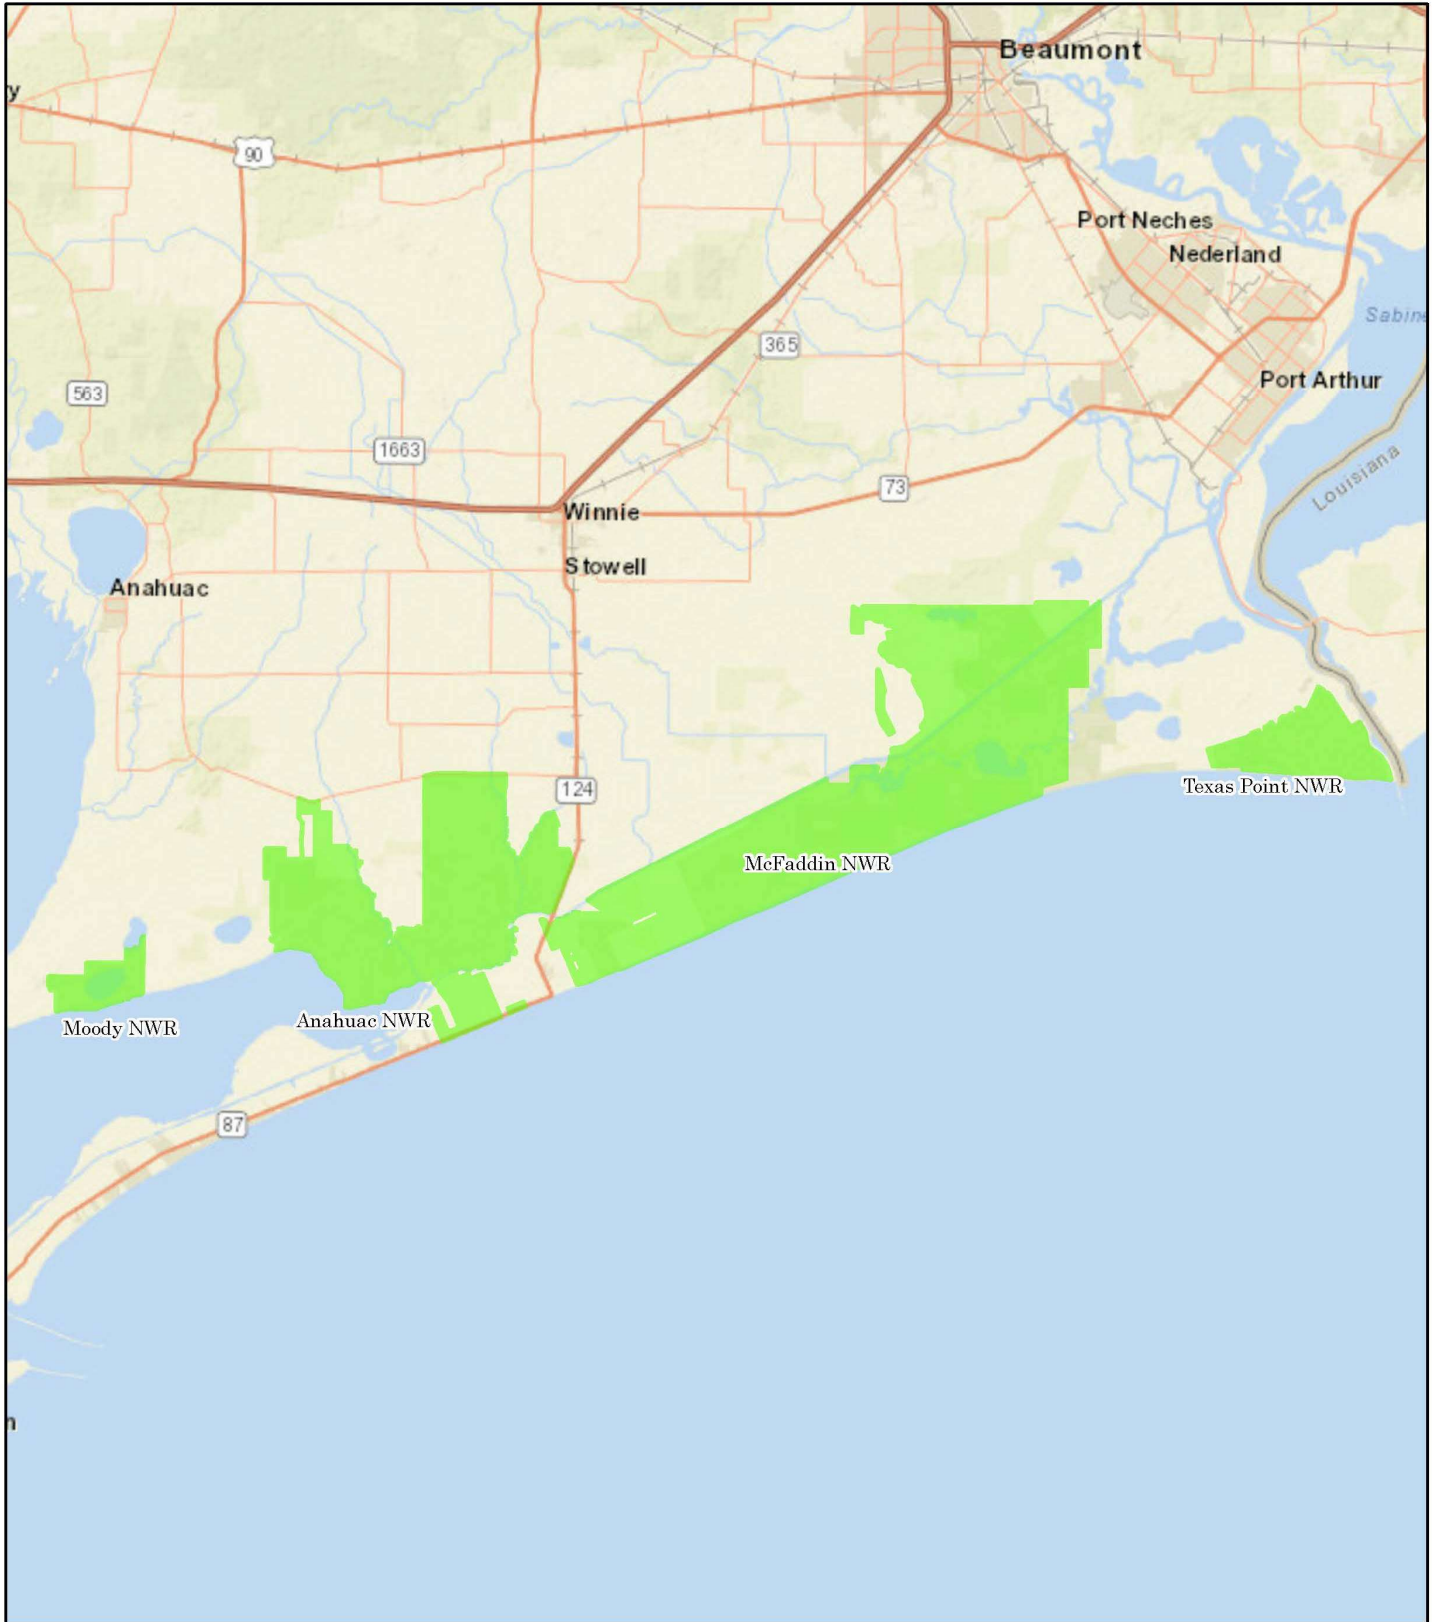 Beaumont
y
90
Port Neches
Nederland
Sabine
365
Port Arthur
563
1663
Louisiana
73
Winnie
Stowell
Anahuac
124
Texas Point NWR
McFaddin NWR
Anahuac NWR
Moody NWR
87
n